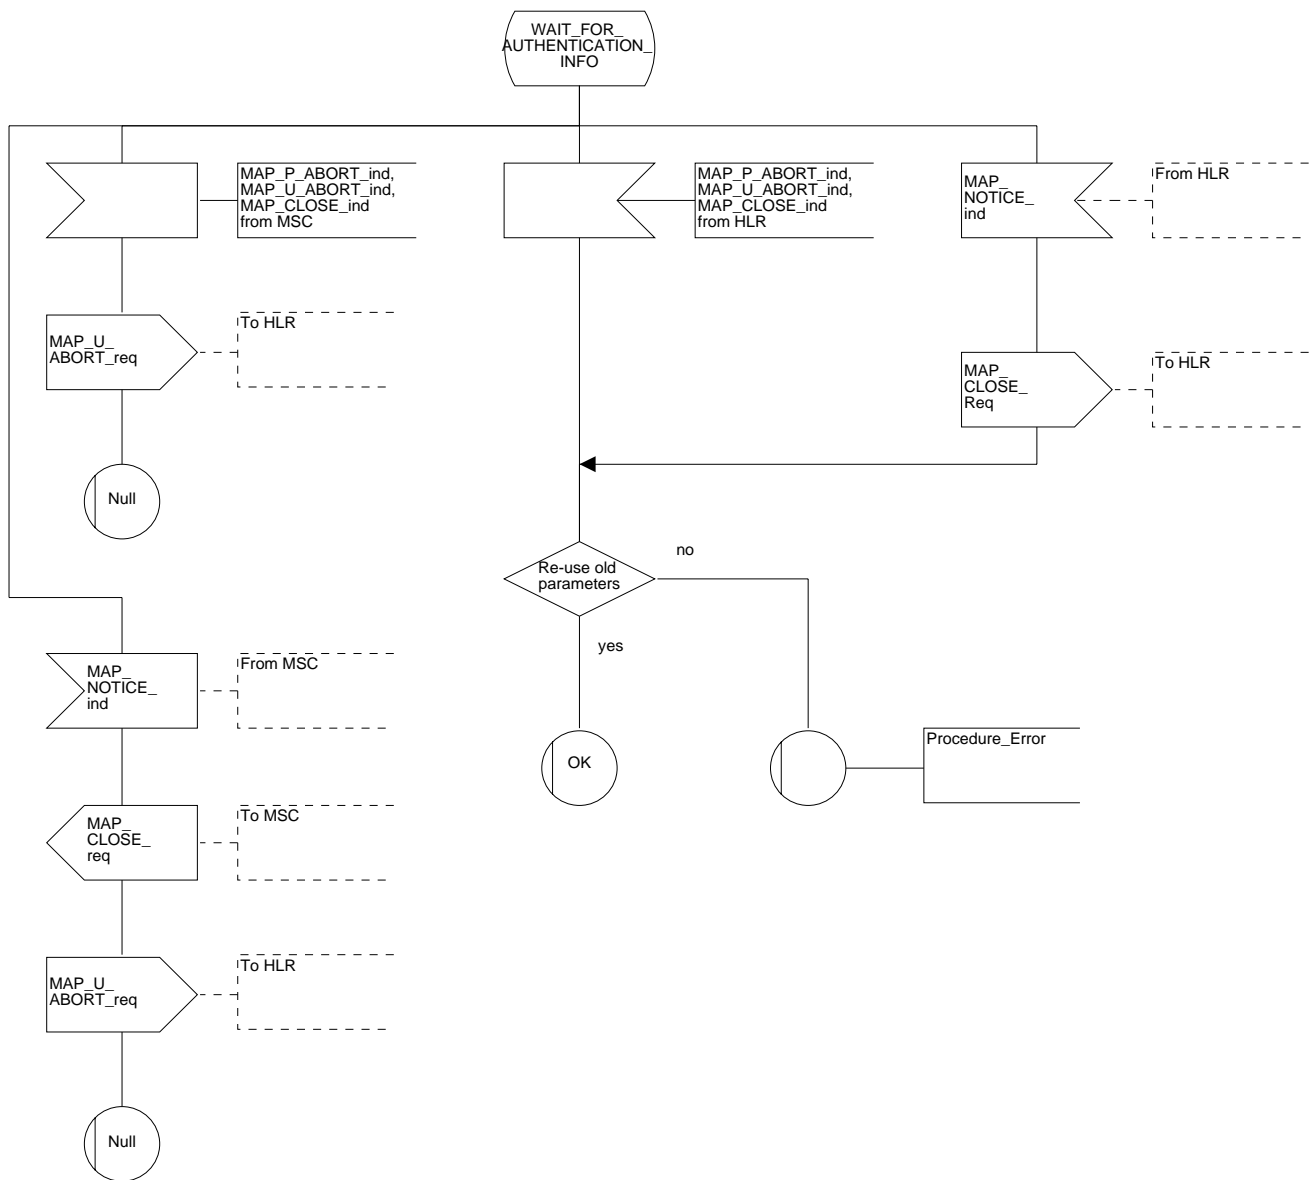 WAIT_FOR_
AUTHENTICATION_
INFO
MAP_P_ABORT_ind,
MAP_U_ABORT_ind,
MAP_CLOSE_ind
from MSC
MAP_P_ABORT_ind,
MAP_U_ABORT_ind,
MAP_CLOSE_ind
from HLR
MAP_
NOTICE_
ind
From HLR
MAP_U_
ABORT_req
To HLR
MAP_
CLOSE_
Req
To HLR
Null
Re-use old
parameters
no
yes
MAP_
NOTICE_
ind
From MSC
OK
Procedure_Error
MAP_
CLOSE_
req
To MSC
MAP_U_
ABORT_req
To HLR
Null